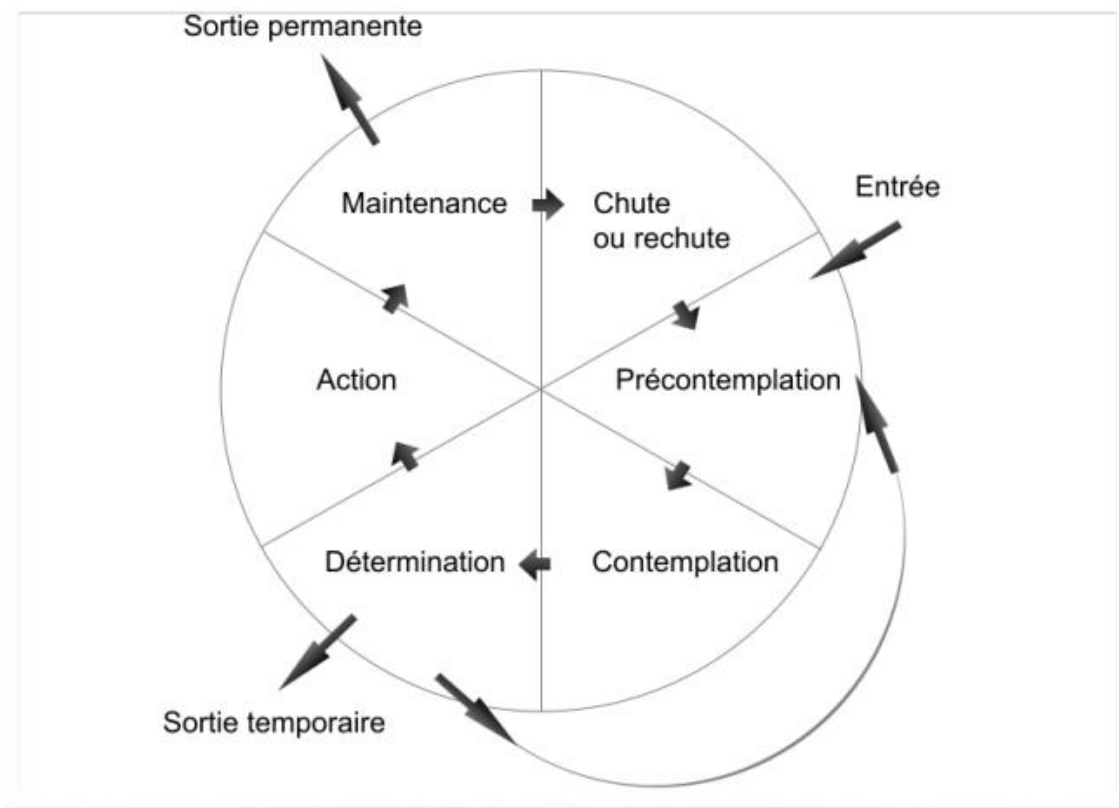 Sortie permanente
Entrée
Maintenance
Chute
ou rechute
Action
Précontemplation
Détermination
Contemplation
Sortie temporaire